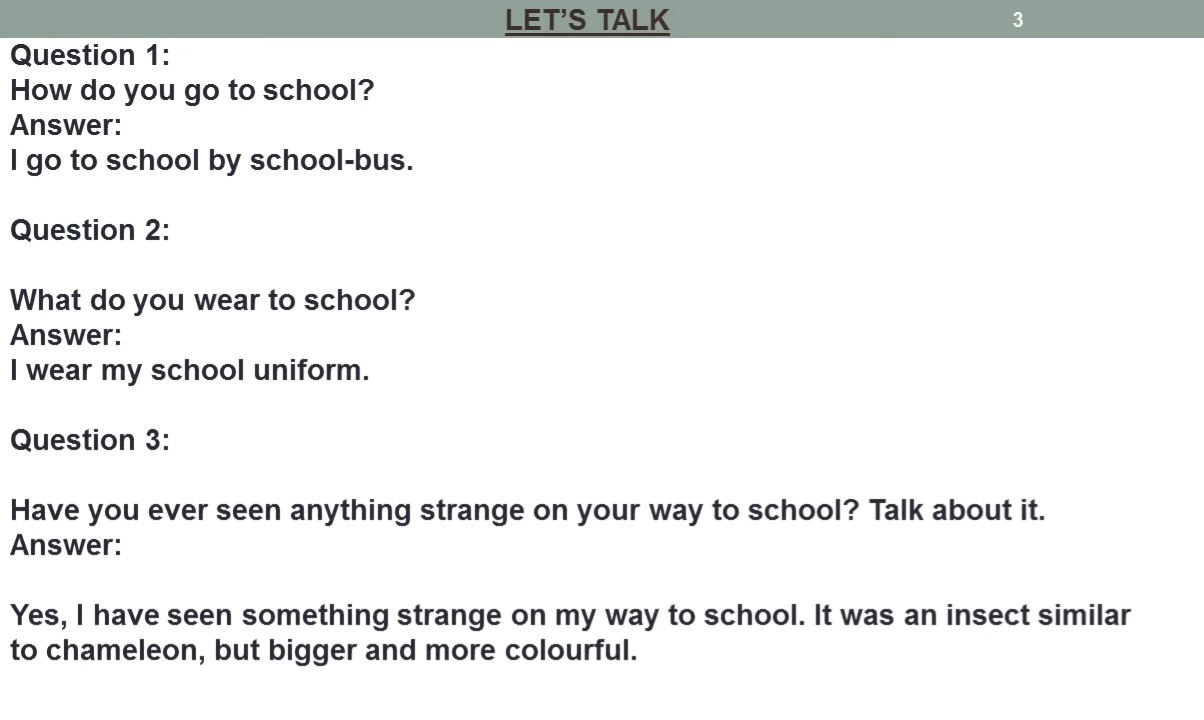 LET’S TALK
3
Question 1:
How do you go to school?
Answer:
I go to school by school-bus.
Question 2:
What do you wear to school?
Answer:
I wear my school uniform.
Question 3:
Have you ever seen anything strange on your way to school? Talk about it.
Answer:
Yes, I have seen something strange on my way to school. It was an insect similar
to chameleon, but bigger and more colourful.